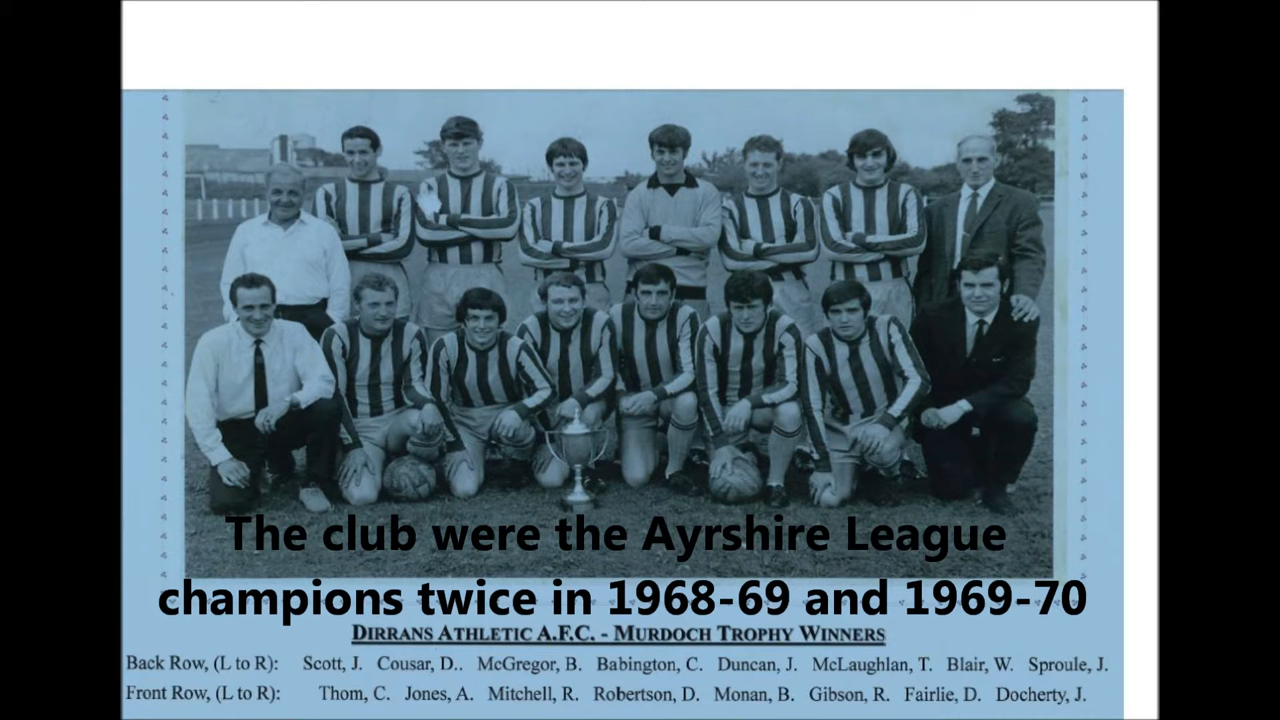 The club were the Ayrshire League
champions twice in 1968-69 and 1969-70
DIRRANS ATHLETIC A.F.C. - MURDOCH TROPHY WINNERS
Back Row, (L to R): Scott, J. Cousar, D.. McGregor, B. Babington, C. Duncan, J. McLaughlan, T. Blair, W. Sproule, J.
Front Row, (L to R): Thom, C. Jones, A. Mitchell, R. Robertson, D. Monan, B. Gibson, R. Fairlie, D. Docherty, J.